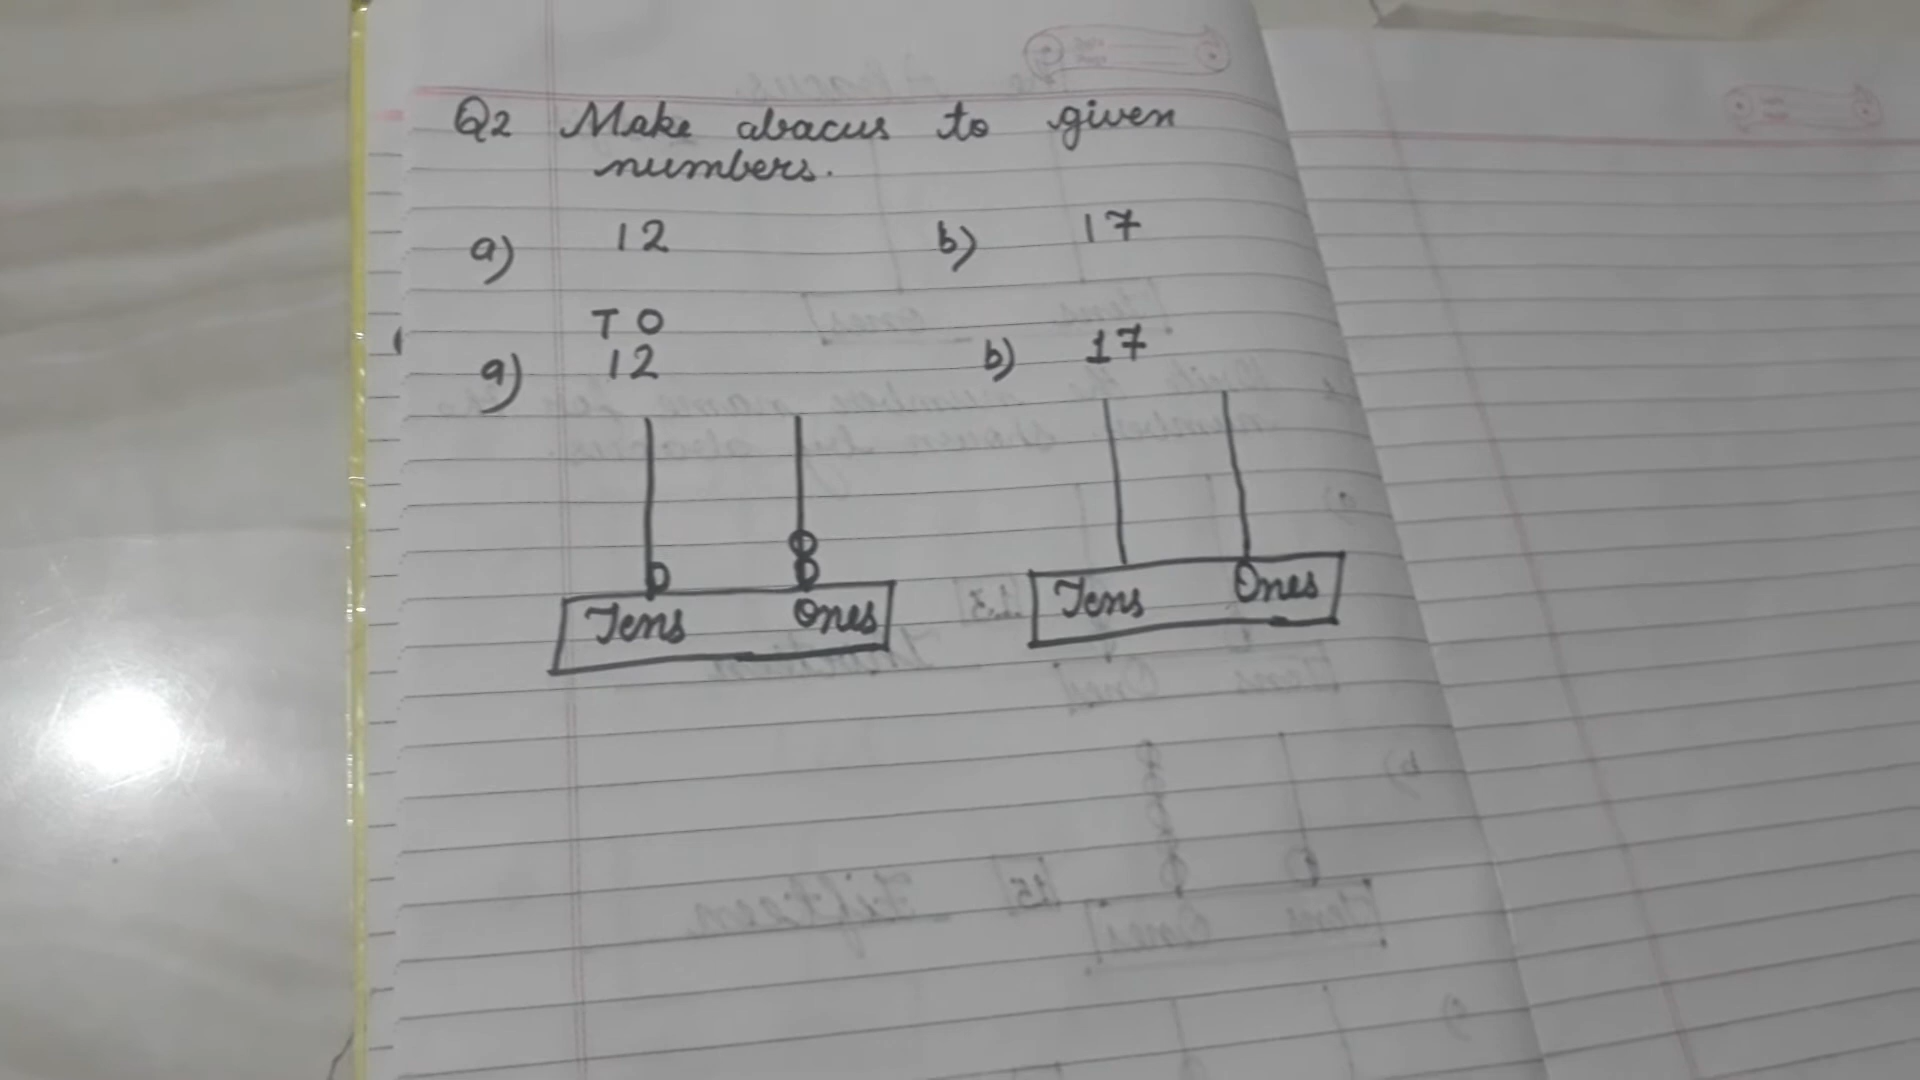 Q2 Make abacus to given
numbers.
a) 12 b) 17
T O
a) 12 b) 17
Tens Ones Tens Ones